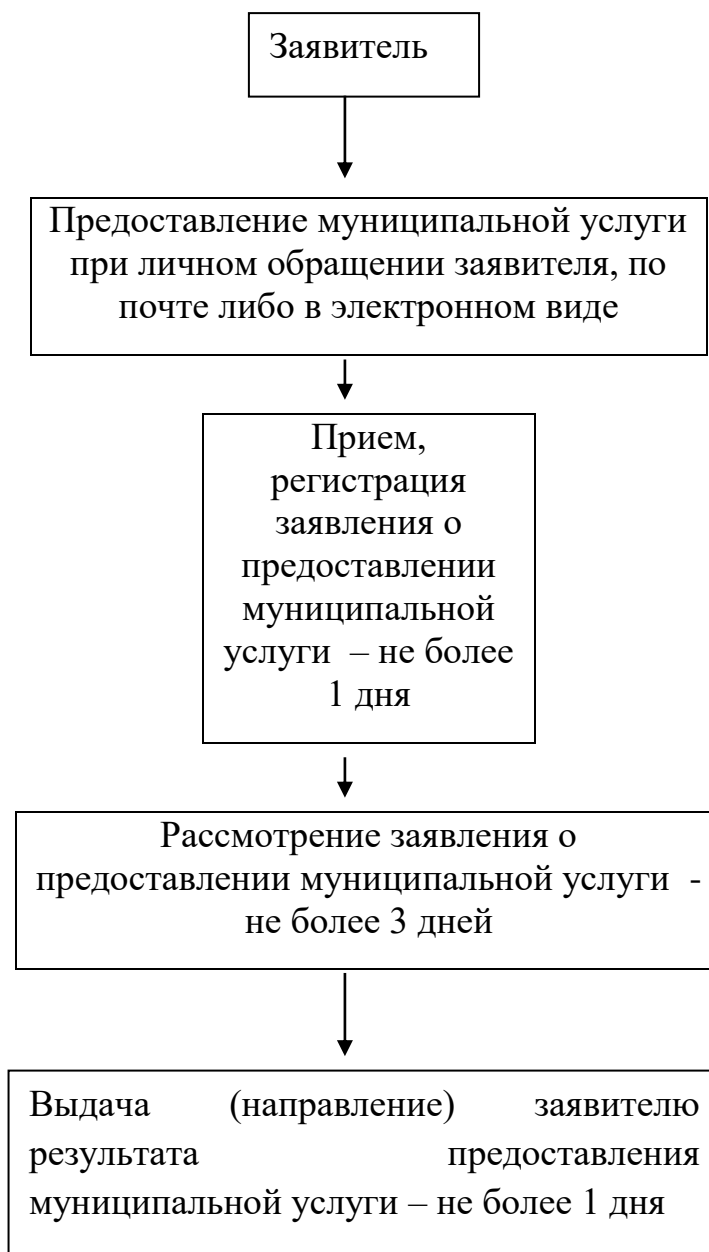 Заявитель
Предоставление муниципальной услуги
при личном обращении заявителя, по
почте либо в электронном виде
Прием,
регистрация
заявления о
предоставлении
муниципальной
услуги – не более
1 дня
Рассмотрение заявления о
предоставлении муниципальной услуги -
не более 3 дней
Выдача (направление) заявителю
результата предоставления
муниципальной услуги – не более 1 дня